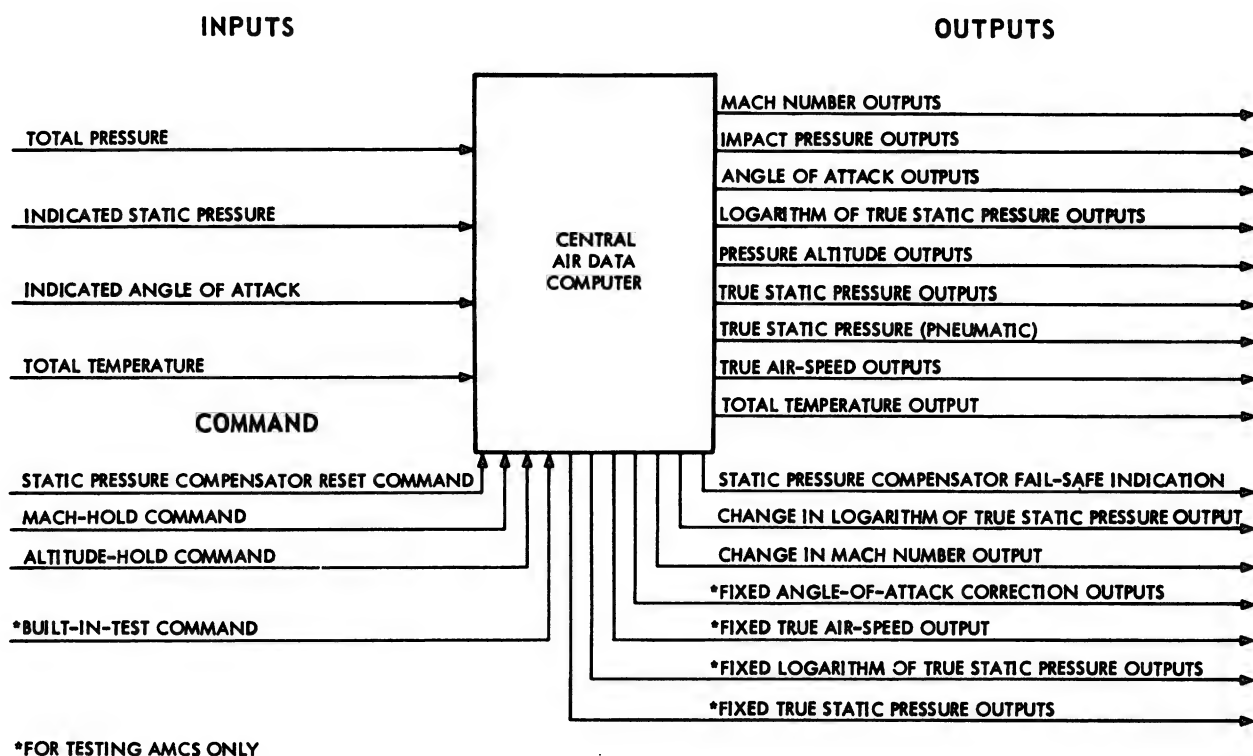 INPUTS
OUTPUTS
TOTAL PRESSURE
INDICATED STATIC PRESSURE
INDICATED ANGLE OF ATTACK
TOTAL TEMPERATURE
COMMAND
STATIC PRESSURE COMPENSATOR RESET COMMAND
MACH-HOLD COMMAND
ALTITUDE-HOLD COMMAND
*BUILT-IN-TEST COMMAND
CENTRAL
AIR DATA
COMPUTER
MACH NUMBER OUTPUTS
IMPACT PRESSURE OUTPUTS
ANGLE OF ATTACK OUTPUTS
LOGARITHM OF TRUE STATIC PRESSURE OUTPUTS
PRESSURE ALTITUDE OUTPUTS
TRUE STATIC PRESSURE OUTPUTS
TRUE STATIC PRESSURE (PNEUMATIC)
TRUE AIR-SPEED OUTPUTS
TOTAL TEMPERATURE OUTPUT
STATIC PRESSURE COMPENSATOR FAIL-SAFE INDICATION
CHANGE IN LOGARITHM OF TRUE STATIC PRESSURE OUTPUT
CHANGE IN MACH NUMBER OUTPUT
*FIXED ANGLE-OF-ATTACK CORRECTION OUTPUTS
*FIXED TRUE AIR-SPEED OUTPUT
*FIXED LOGARITHM OF TRUE STATIC PRESSURE OUTPUTS
*FIXED TRUE STATIC PRESSURE OUTPUTS
*FOR TESTING AMCS ONLY